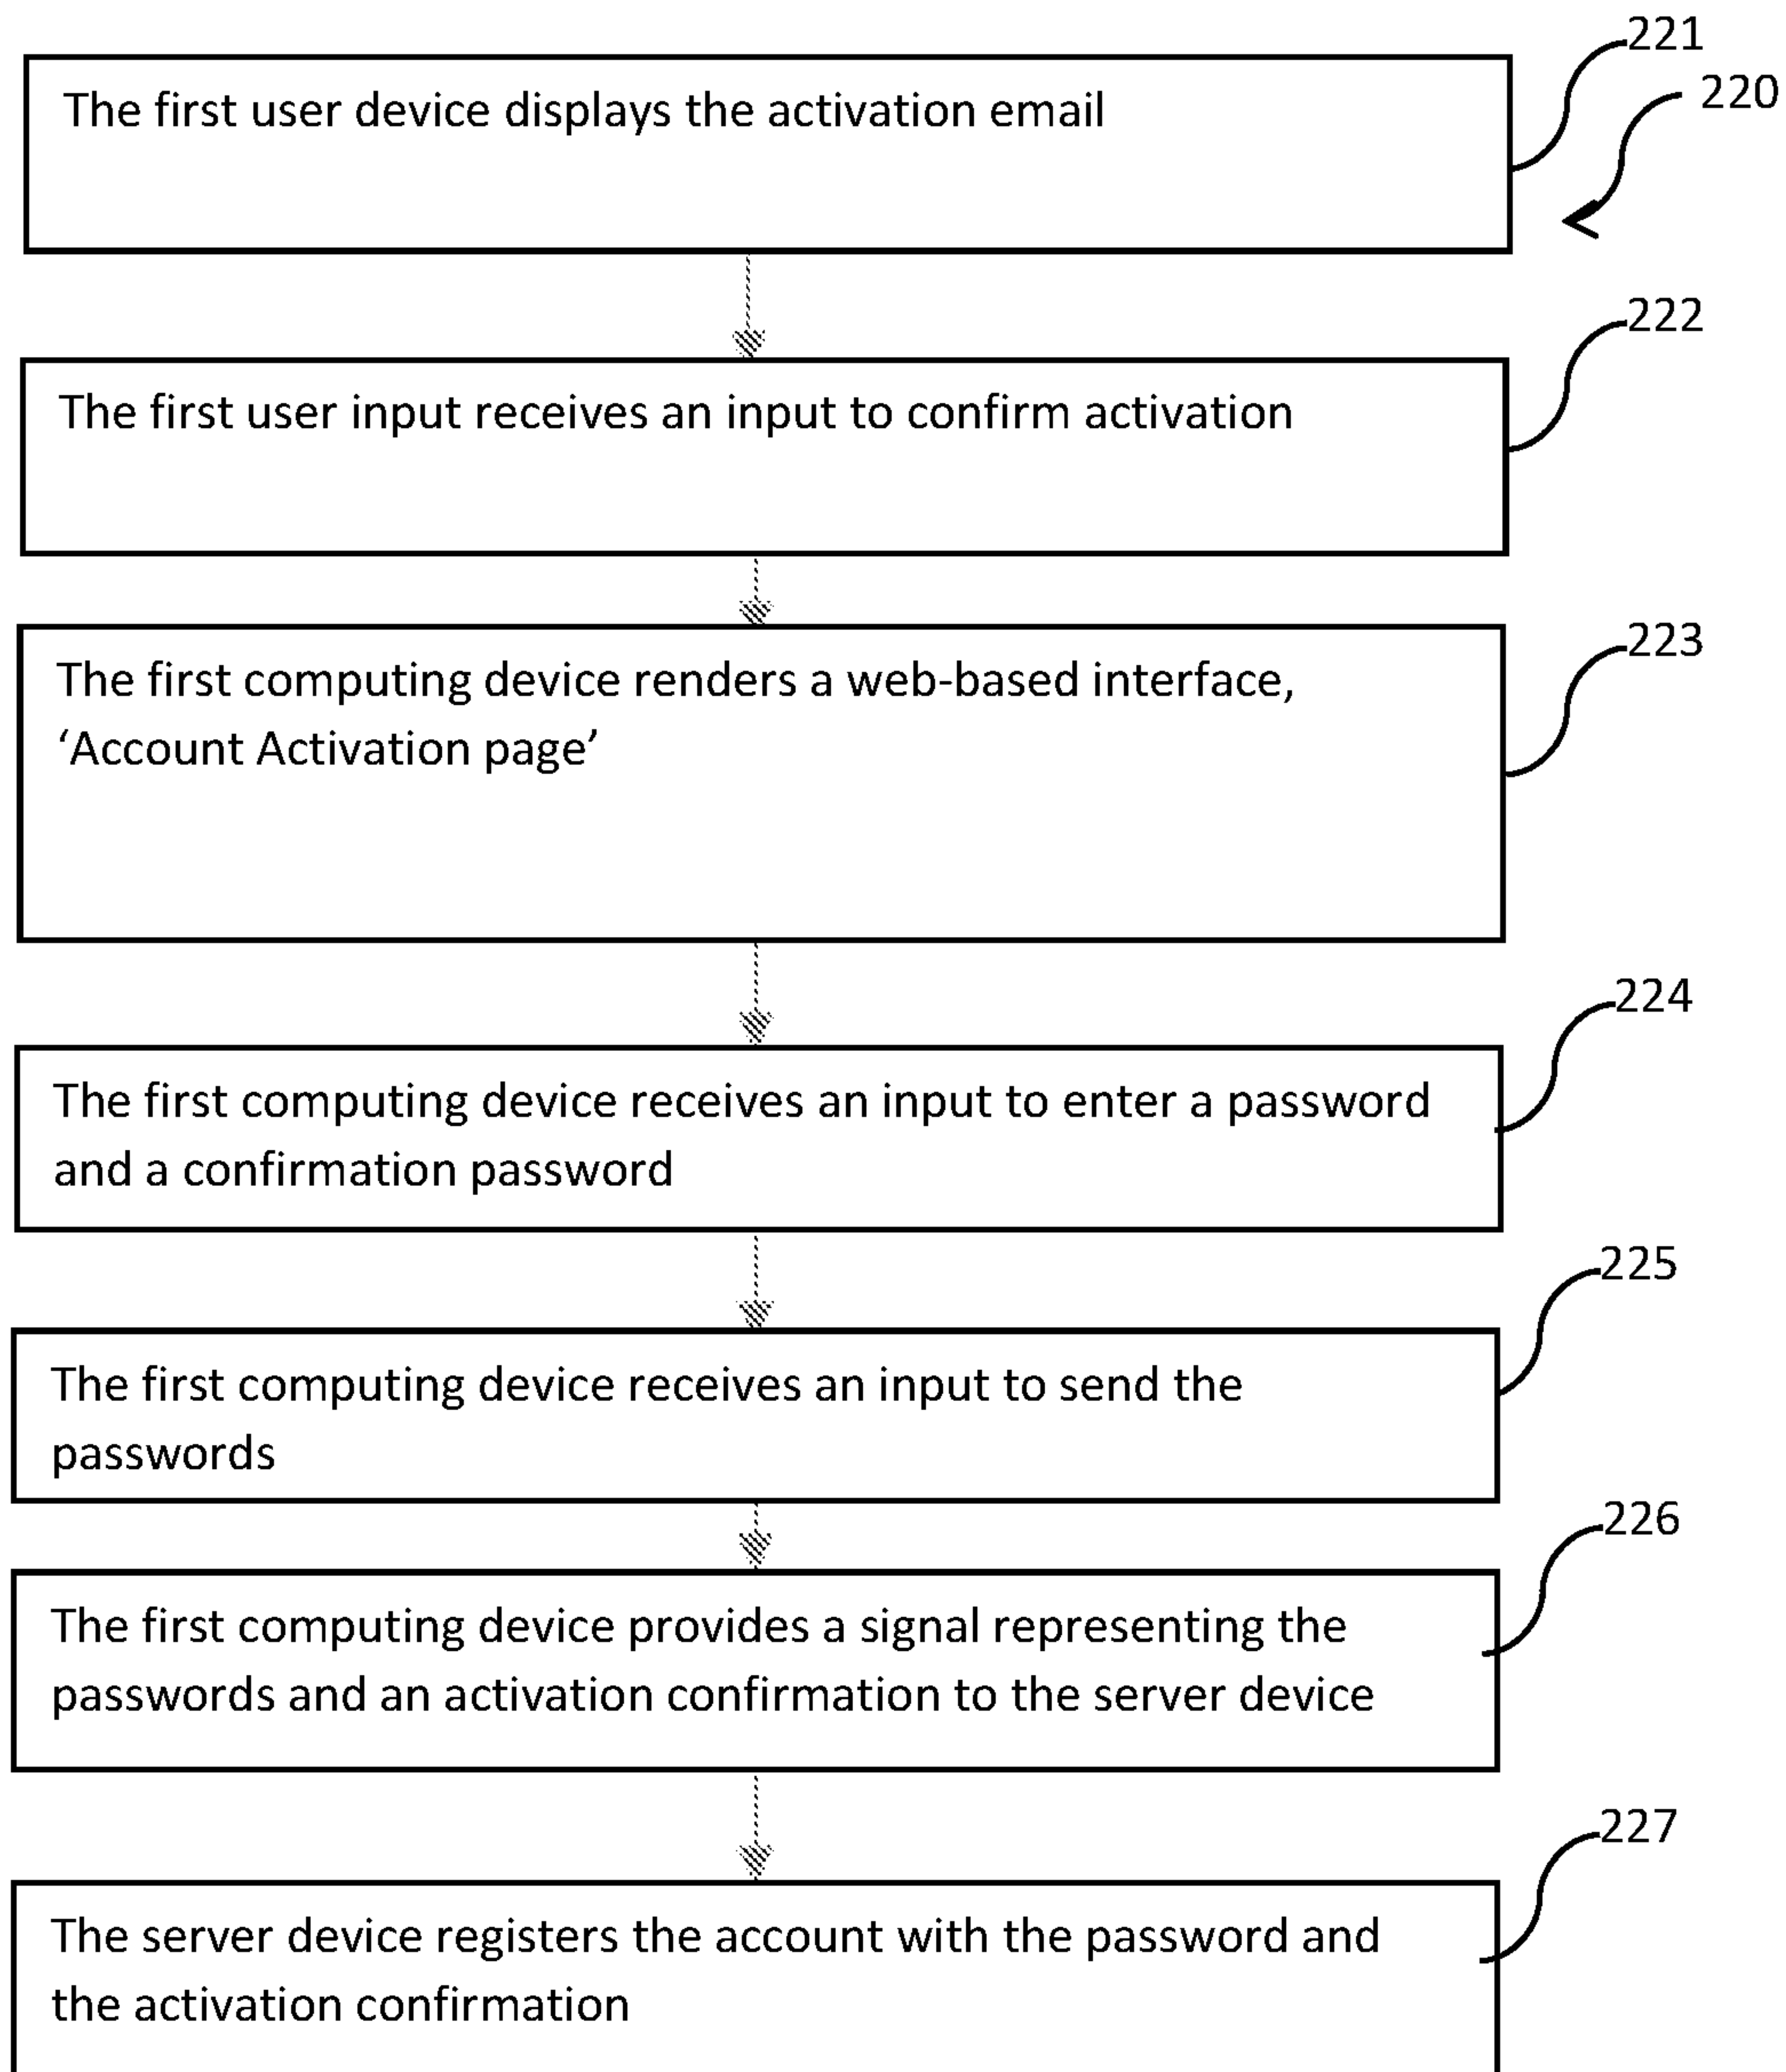 221
220
The first user device displays the activation email
222
The first user input receives an input to confirm activation
223
The first computing device renders a web-based interface,
‘Account Activation page’
224
The first computing device receives an input to enter a password
and a confirmation password
225
The first computing device receives an input to send the
passwords
226
The first computing device provides a signal representing the
passwords and an activation confirmation to the server device
227
The server device registers the account with the password and
the activation confirmation